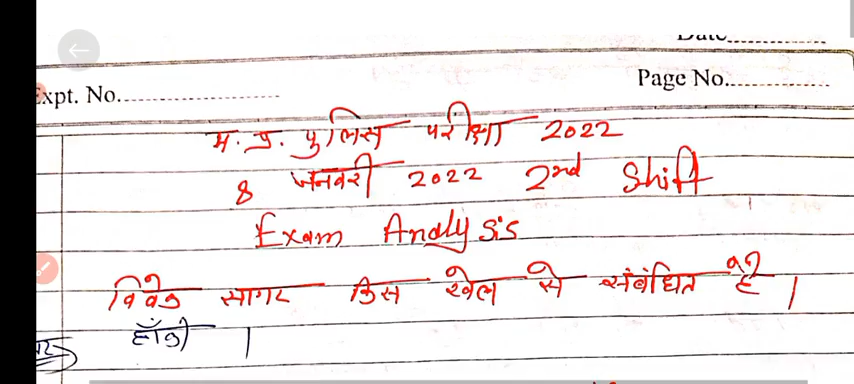 Date
Expt. No.
Page No.
म. प्र. पुलिस परीक्षा 2022
8 जनवरी 2022 2nd Shift
Exam Analysis
विवेक सागर किस खेल से संबंधित है।
हॉकी ।